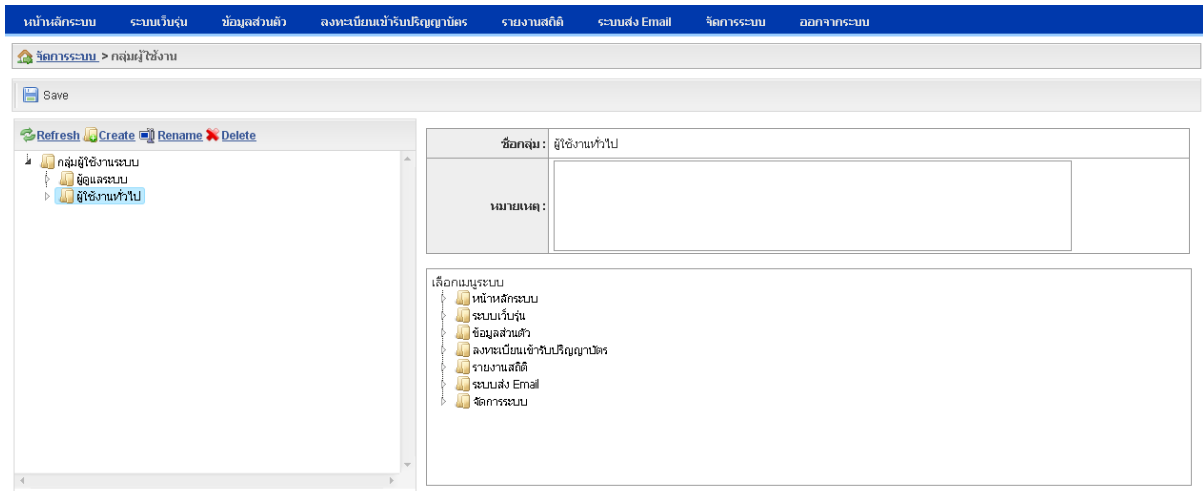 หน้าหลักระบบ ระบบเว็บรุ่น ข้อมูลส่วนตัว ลงทะเบียนเข้ารับปริญญาบัตร รายงานสถิติ ระบบส่ง Email จัดการระบบ ออกจากระบบ
จัดการระบบ > กลุ่มผู้ใช้งาน
Save
Refresh Create Rename Delete
กลุ่มผู้ใช้งานระบบ
ผู้ดูแลระบบ
ผู้ใช้งานทั่วไป
ชื่อกลุ่ม : ผู้ใช้งานทั่วไป
หมายเหตุ :
เลือกเมนูระบบ
หน้าหลักระบบ
ระบบเว็บรุ่น
ข้อมูลส่วนตัว
ลงทะเบียนเข้ารับปริญญาบัตร
รายงานสถิติ
ระบบส่ง Email
จัดการระบบ